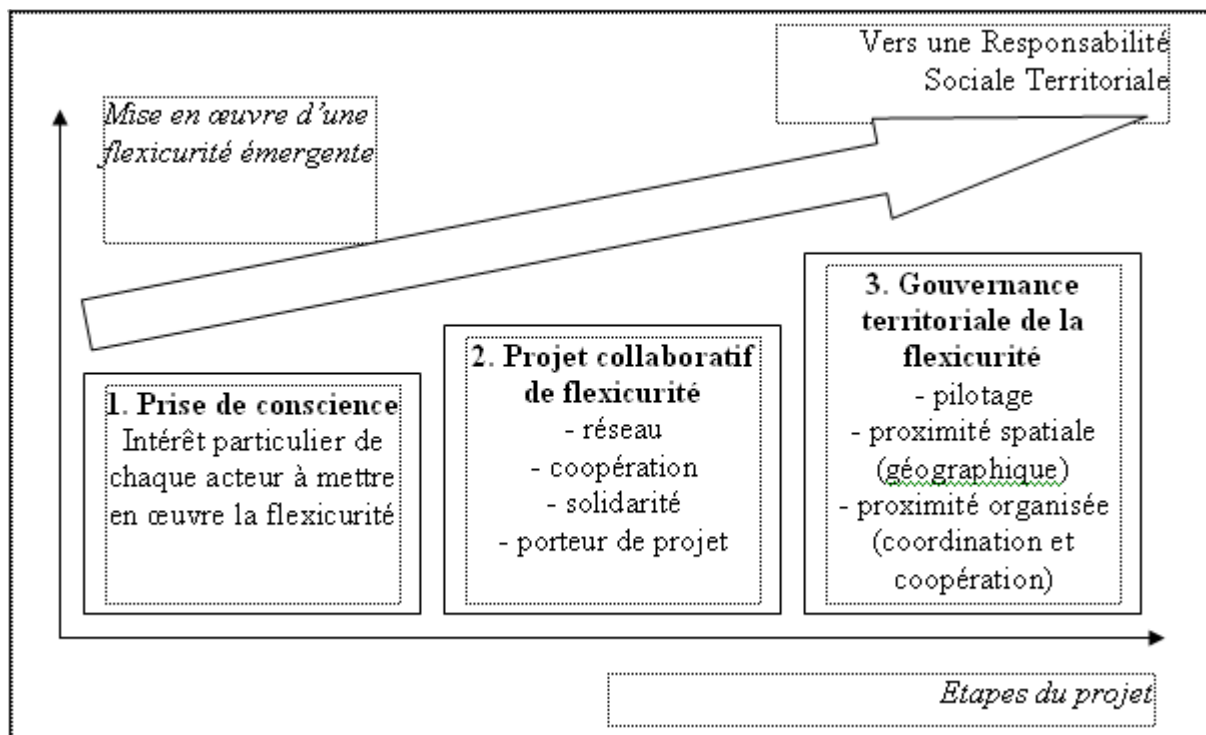 Vers une Responsabilité
Sociale Territoriale
Mise en œuvre d'une
flexicurité émergente
1. Prise de conscience
Intérêt particulier de
chaque acteur à mettre
en œuvre la flexicurité
2. Projet collaboratif
de flexicurité
- réseau
- coopération
- solidarité
- porteur de projet
3. Gouvernance
territoriale de la
flexicurité
- pilotage
- proximité spatiale
(géographique)
- proximité organisée
(coordination et
coopération)
Etapes du projet